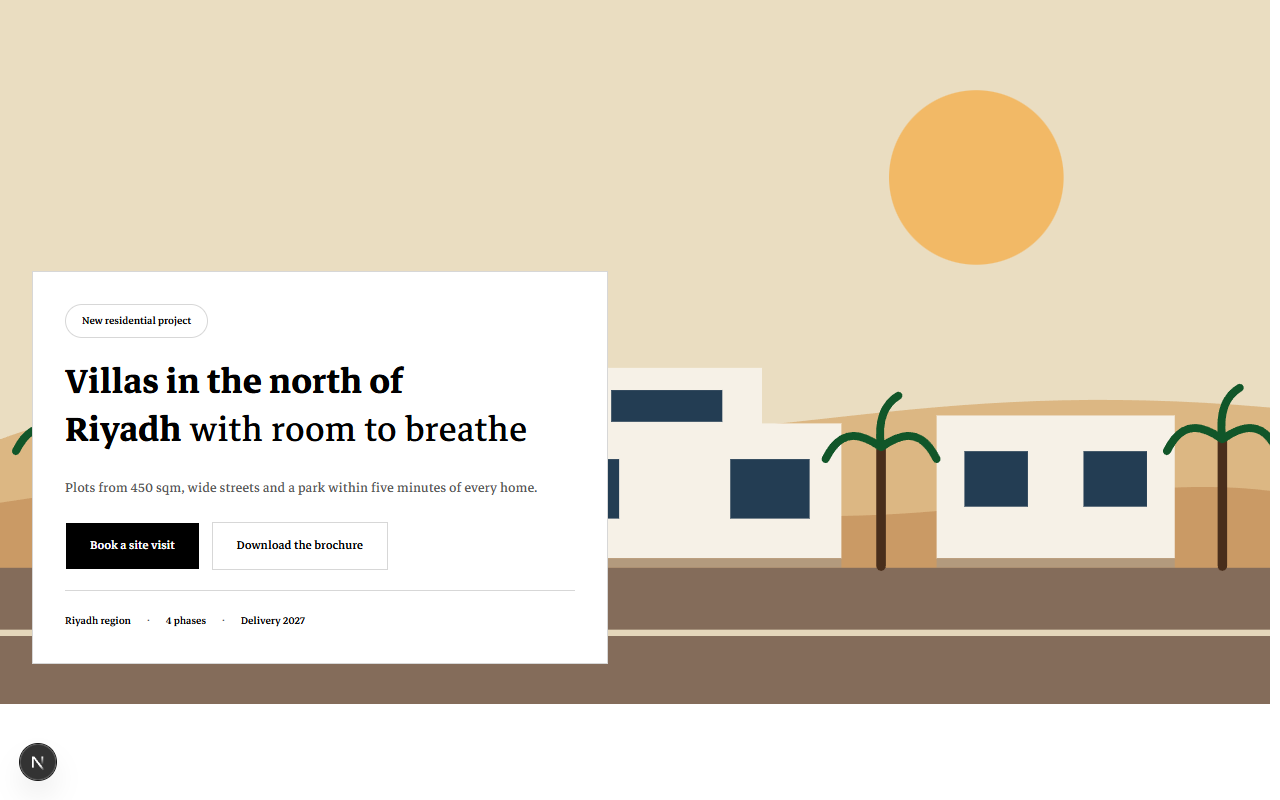 New residential project
Villas in the north of
Riyadh with room to breathe
Plots from 450 sqm, wide streets and a park within five minutes of every home.
Book a site visit
Download the brochure
Riyadh region · 4 phases · Delivery 2027
N